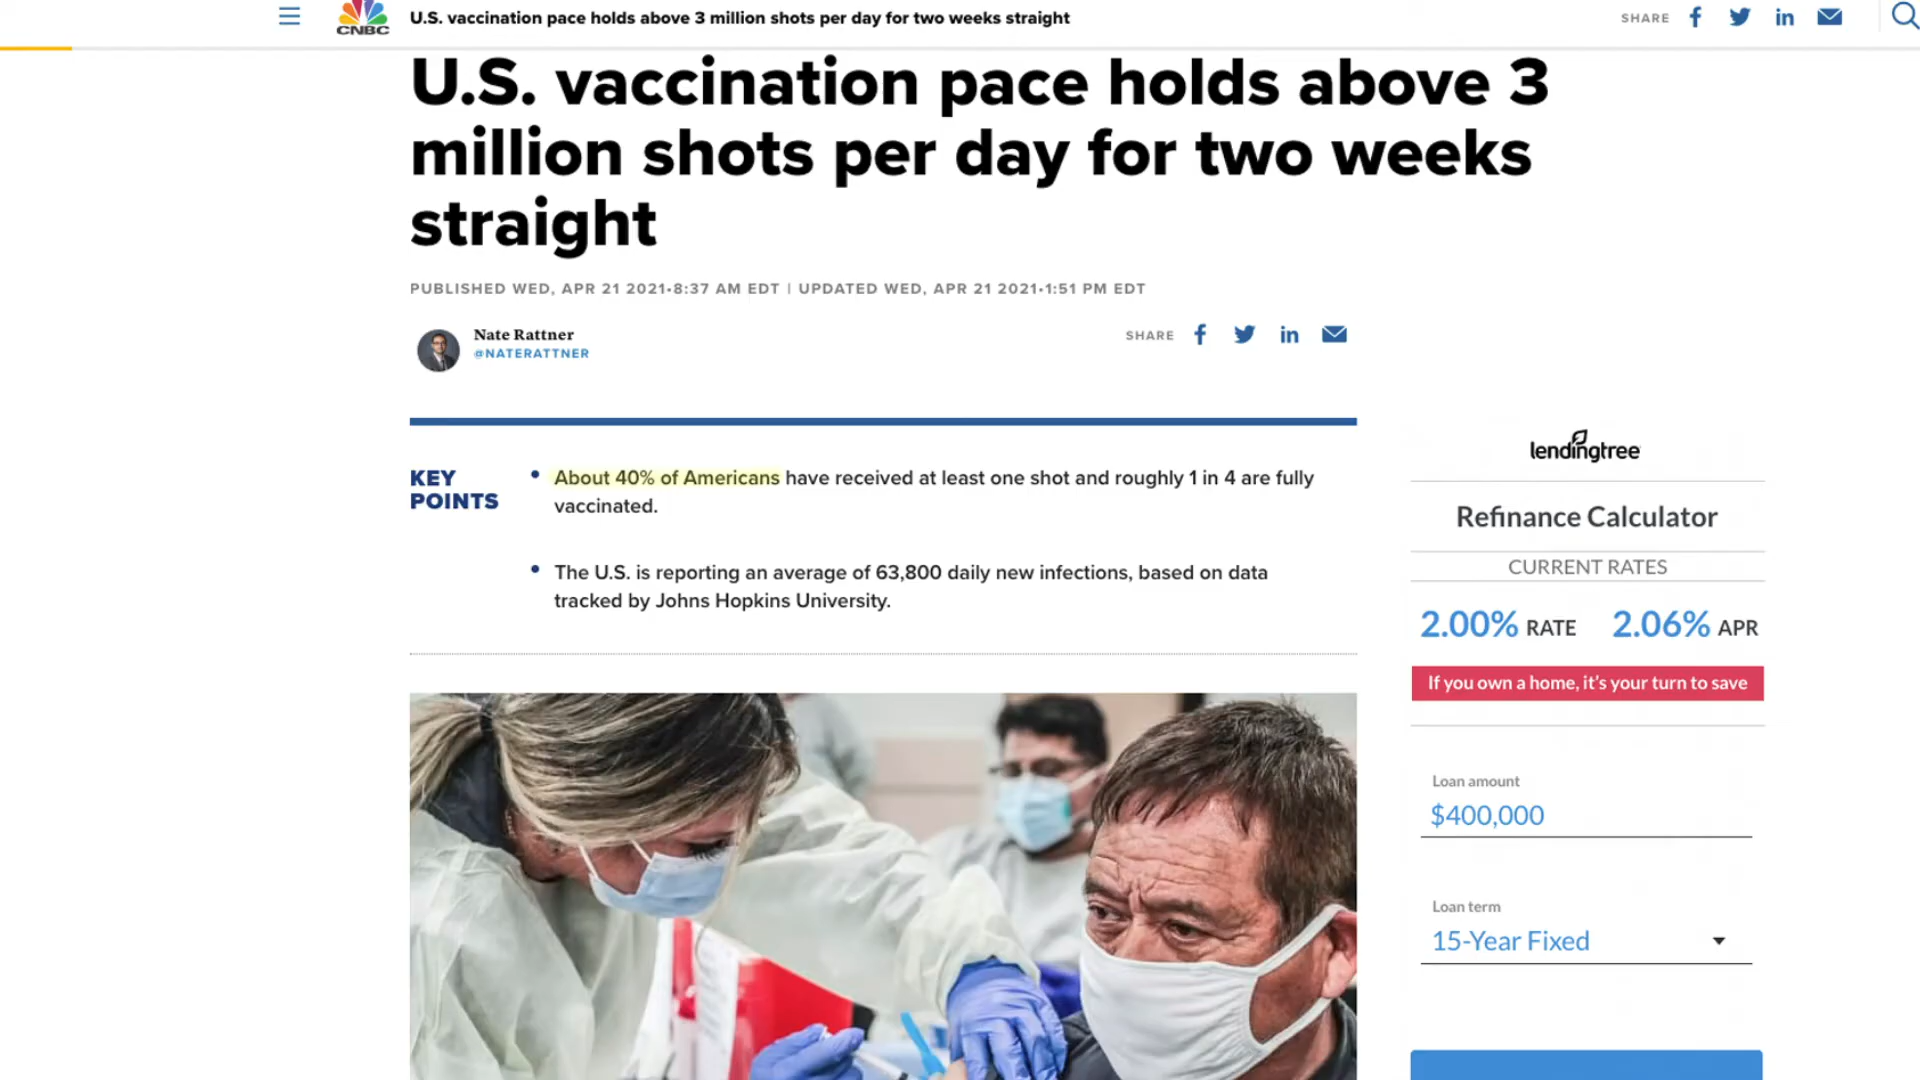 CNBC
U.S. vaccination pace holds above 3 million shots per day for two weeks straight
SHARE
U.S. vaccination pace holds above 3
million shots per day for two weeks
straight
PUBLISHED WED, APR 21 2021•8:37 AM EDT | UPDATED WED, APR 21 2021•1:51 PM EDT
Nate Rattner
@NATERATTNER
SHARE
KEY
POINTS
• About 40% of Americans have received at least one shot and roughly 1 in 4 are fully
vaccinated.
• The U.S. is reporting an average of 63,800 daily new infections, based on data
tracked by Johns Hopkins University.
lendingtree
Refinance Calculator
CURRENT RATES
2.00% RATE 2.06% APR
If you own a home, it's your turn to save
Loan amount
$400,000
Loan term
15-Year Fixed